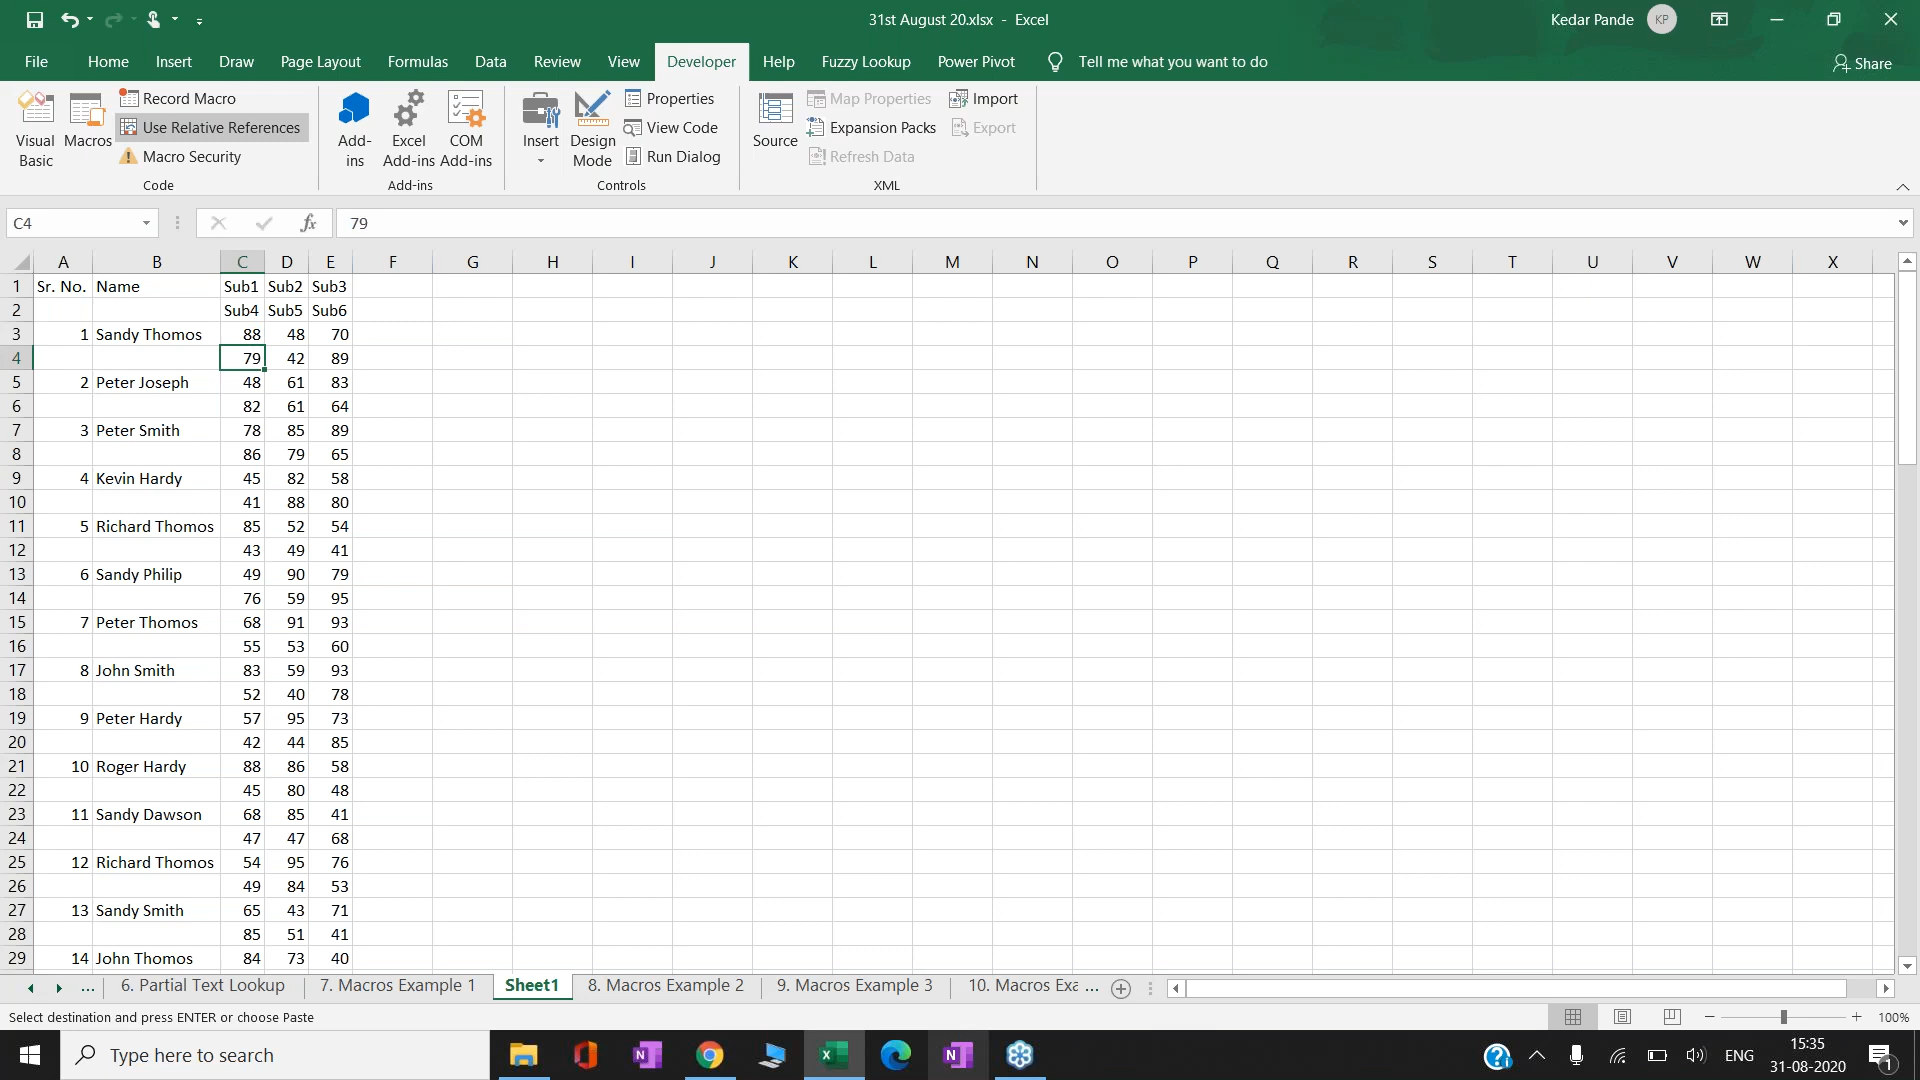 31st August 20.xlsx - Excel
Kedar Pande KP
File Home Insert Draw Page Layout Formulas Data Review View Developer Help Fuzzy Lookup Power Pivot Tell me what you want to do Share
Visual Basic
Macros
Record Macro
Use Relative References
Macro Security
Code
Add-ins
Excel Add-ins
COM Add-ins
Add-ins
Insert
Design Mode
Properties
View Code
Run Dialog
Controls
Source
Map Properties
Expansion Packs
Refresh Data
Import
Export
XML
C4 fx 79
A B C D E F G H I J K L M N O P Q R S T U V W X
1 Sr. No. Name Sub1 Sub2 Sub3
2 Sub4 Sub5 Sub6
3 1 Sandy Thomos 88 48 70
4 79 42 89
5 2 Peter Joseph 48 61 83
6 82 61 64
7 3 Peter Smith 78 85 89
8 86 79 65
9 4 Kevin Hardy 45 82 58
10 41 88 80
11 5 Richard Thomos 85 52 54
12 43 49 41
13 6 Sandy Philip 49 90 79
14 76 59 95
15 7 Peter Thomos 68 91 93
16 55 53 60
17 8 John Smith 83 59 93
18 52 40 78
19 9 Peter Hardy 57 95 73
20 42 44 85
21 10 Roger Hardy 88 86 58
22 45 80 48
23 11 Sandy Dawson 68 85 41
24 47 47 68
25 12 Richard Thomos 54 95 76
26 49 84 53
27 13 Sandy Smith 65 43 71
28 85 51 41
29 14 John Thomos 84 73 40
... 6. Partial Text Lookup 7. Macros Example 1 Sheet1 8. Macros Example 2 9. Macros Example 3 10. Macros Exa ...
Select destination and press ENTER or choose Paste 100%
Type here to search
ENG
15:35
31-08-2020
1